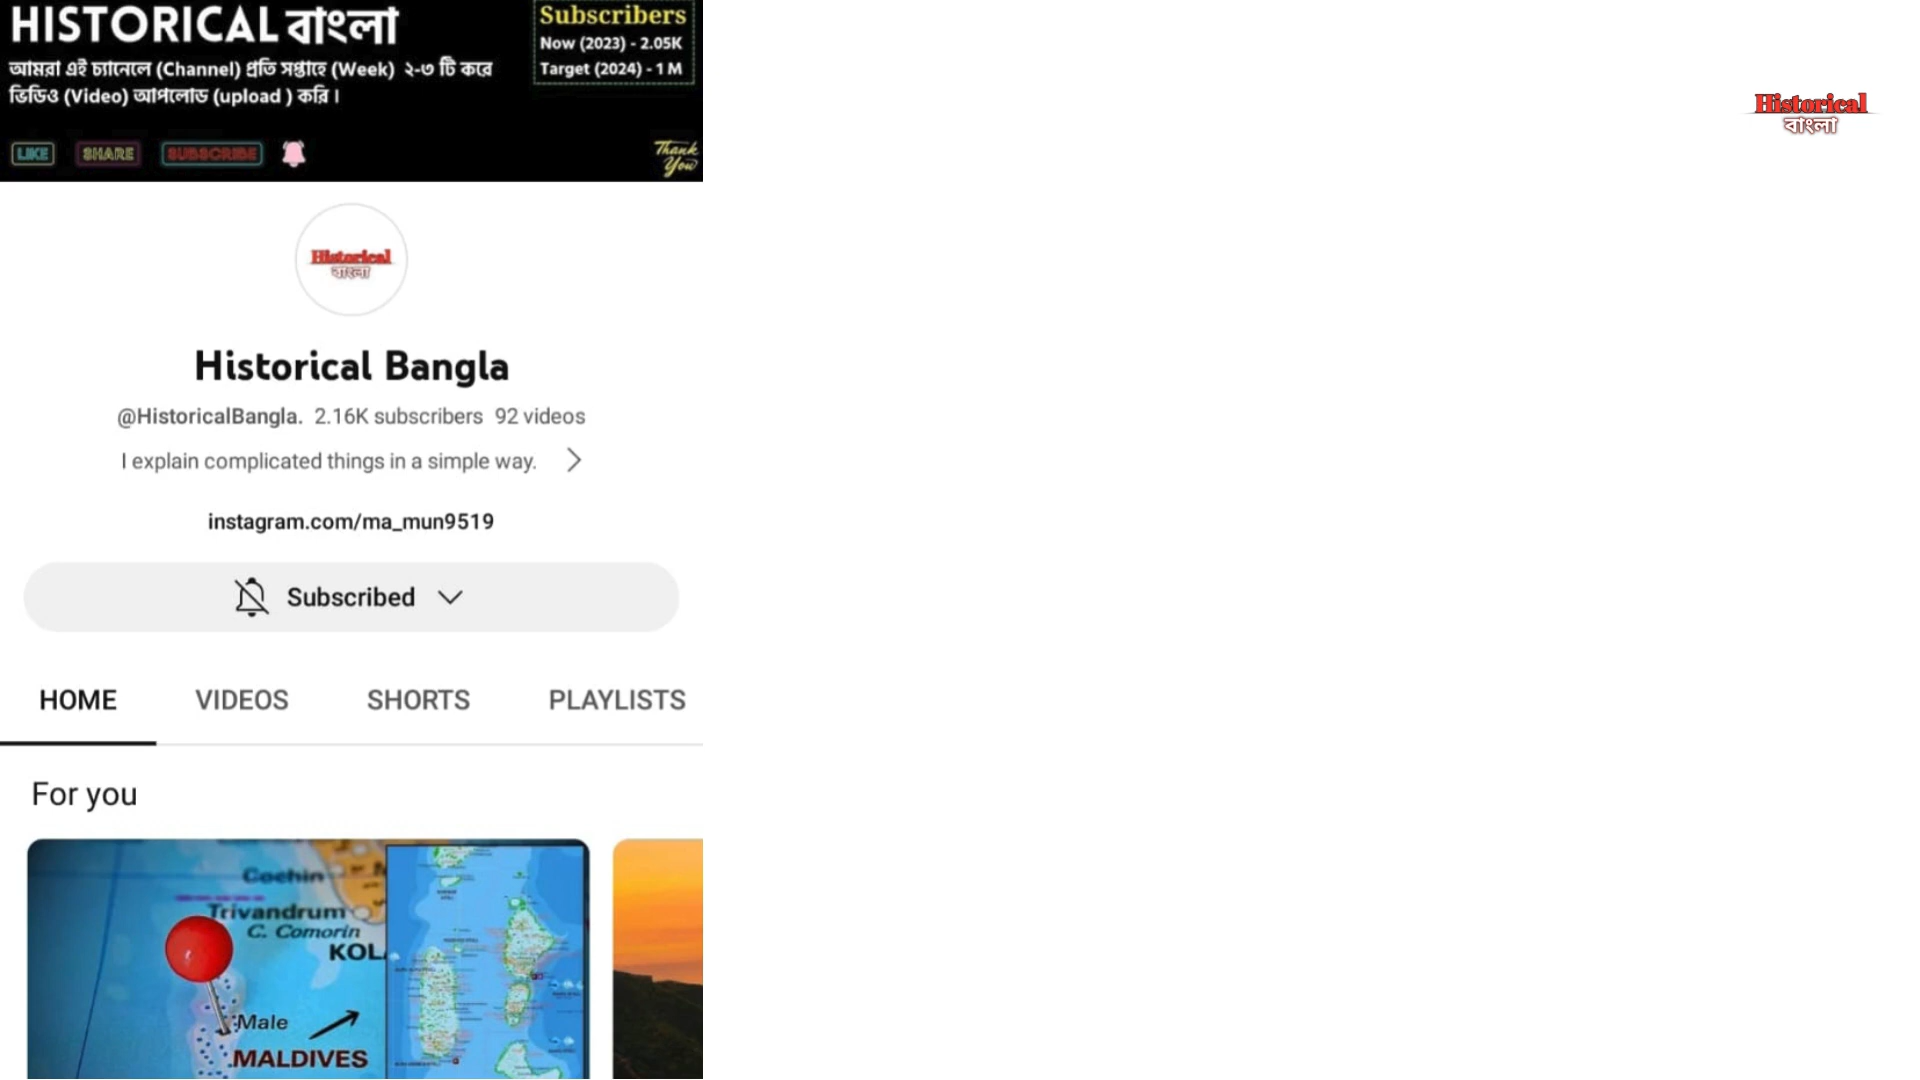 HISTORICAL বাংলা
আমরা এই চ্যানেলে (Channel) প্রতি সপ্তাহে (Week) ২-৩ টি করে
ভিডিও (Video) আপলোড (upload ) করি।
Subscribers
Now (2023) - 2.05K
Target (2024) - 1 M
LIKE
SHARE
SUBSCRIBE
Thank
You
Historical
বাংলা
Historical
বাংলা
Historical Bangla
@HistoricalBangla. 2.16K subscribers 92 videos
I explain complicated things in a simple way.
instagram.com/ma_mun9519
Subscribed
HOME VIDEOS SHORTS PLAYLISTS
For you
Cochin
Trivandrum
C. Comorin
KOL
Male
MALDIVES